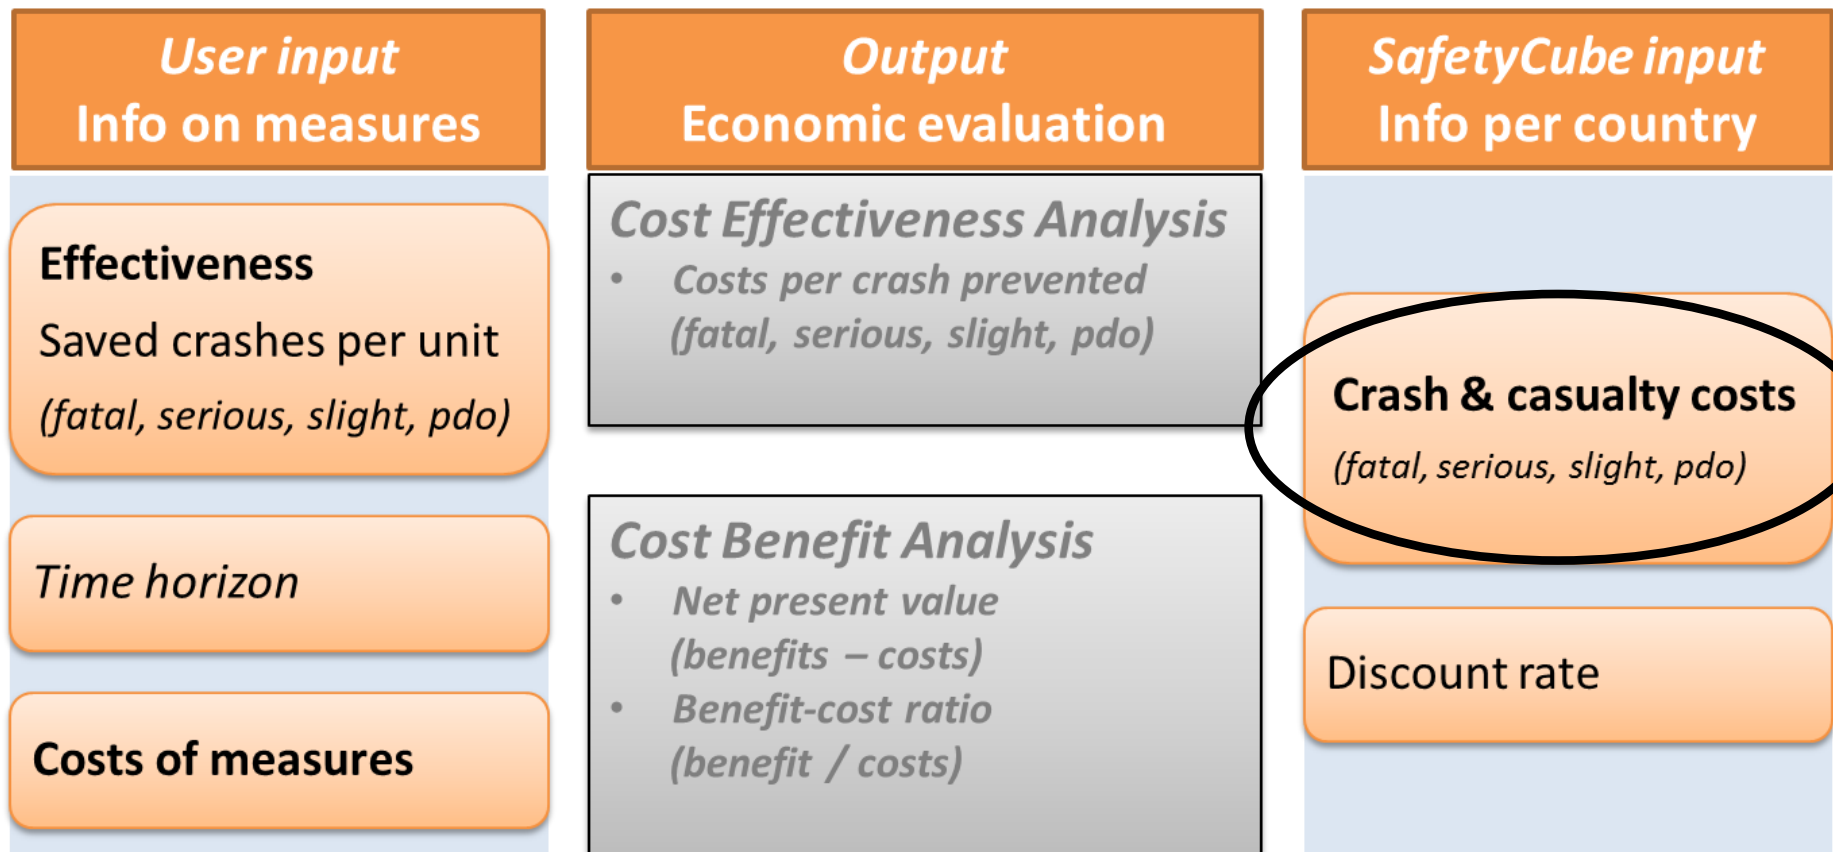 User input
Info on measures
Effectiveness
Saved crashes per unit
(fatal, serious, slight, pdo)
Time horizon
Costs of measures
Output
Economic evaluation
Cost Effectiveness Analysis
• Costs per crash prevented
(fatal, serious, slight, pdo)
Cost Benefit Analysis
• Net present value
(benefits – costs)
• Benefit-cost ratio
(benefit / costs)
SafetyCube input
Info per country
Crash & casualty costs
(fatal, serious, slight, pdo)
Discount rate